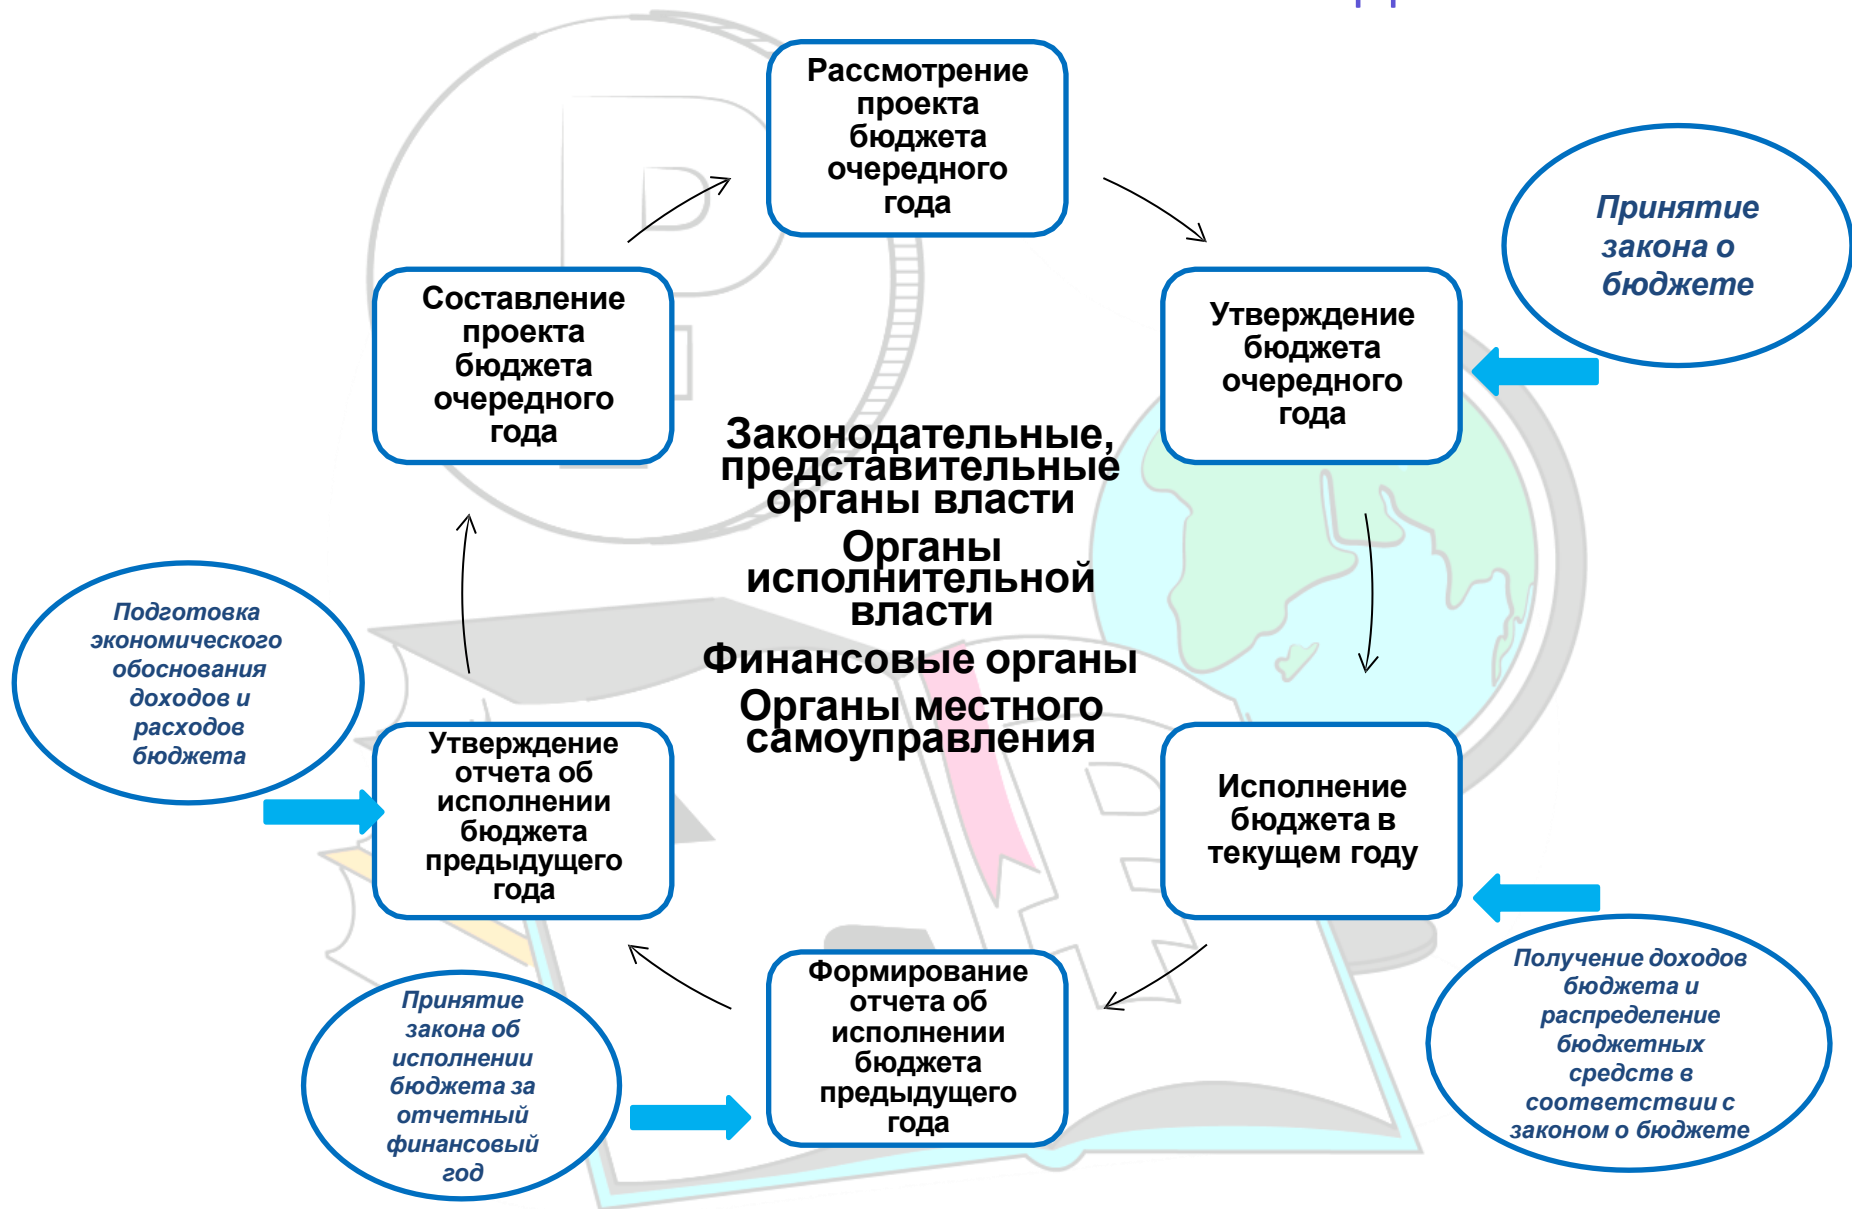 Рассмотрение
проекта
бюджета
очередного
года
Принятие
закона о
бюджете
Составление
проекта
бюджета
очередного
года
Утверждение
бюджета
очередного
года
Законодательные,
представительные
органы власти
Органы
исполнительной
власти
Финансовые органы
Органы местного
самоуправления
Подготовка
экономического
обоснования
доходов и
расходов
бюджета
Утверждение
отчета об
исполнении
бюджета
предыдущего
года
Исполнение
бюджета в
текущем году
Формирование
отчета об
исполнении
бюджета
предыдущего
года
Принятие
закона об
исполнении
бюджета за
отчетный
финансовый
год
Получение доходов
бюджета и
распределение
бюджетных
средств в
соответствии с
законом о бюджете